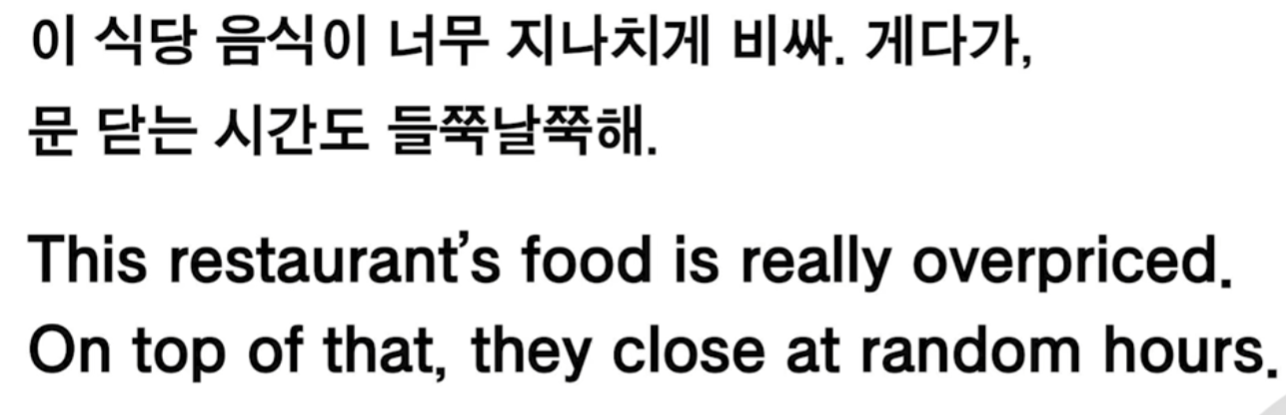 이 식당 음식이 너무 지나치게 비싸. 게다가,
문 닫는 시간도 들쭉날쭉해.
This restaurant’s food is really overpriced.
On top of that, they close at random hours.